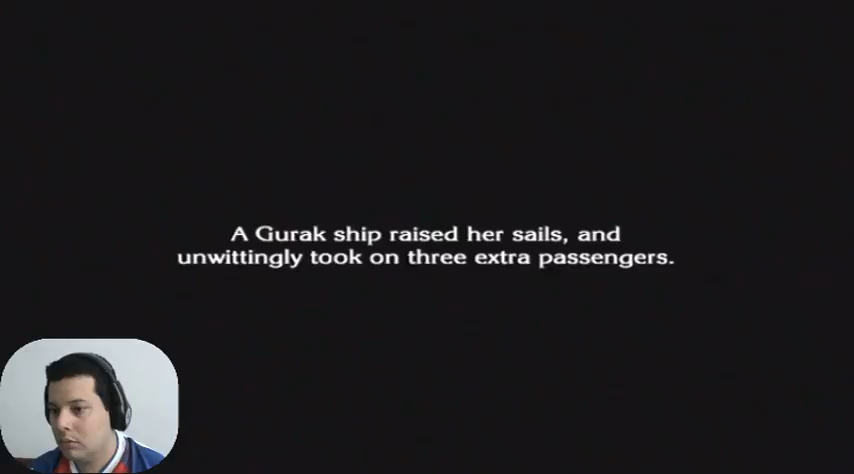 A Gurak ship raised her sails, and
unwittingly took on three extra passengers.